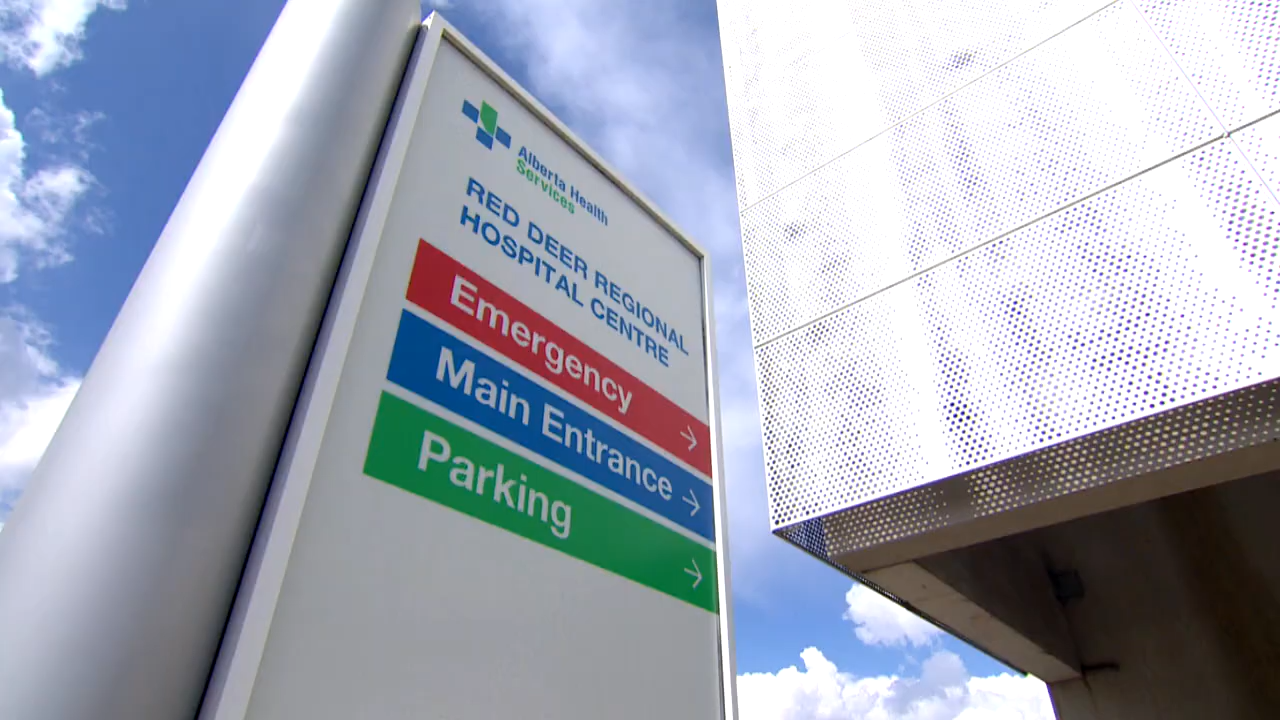 Alberta Health
Services
RED DEER REGIONAL
HOSPITAL CENTRE
Emergency
Main Entrance
Parking